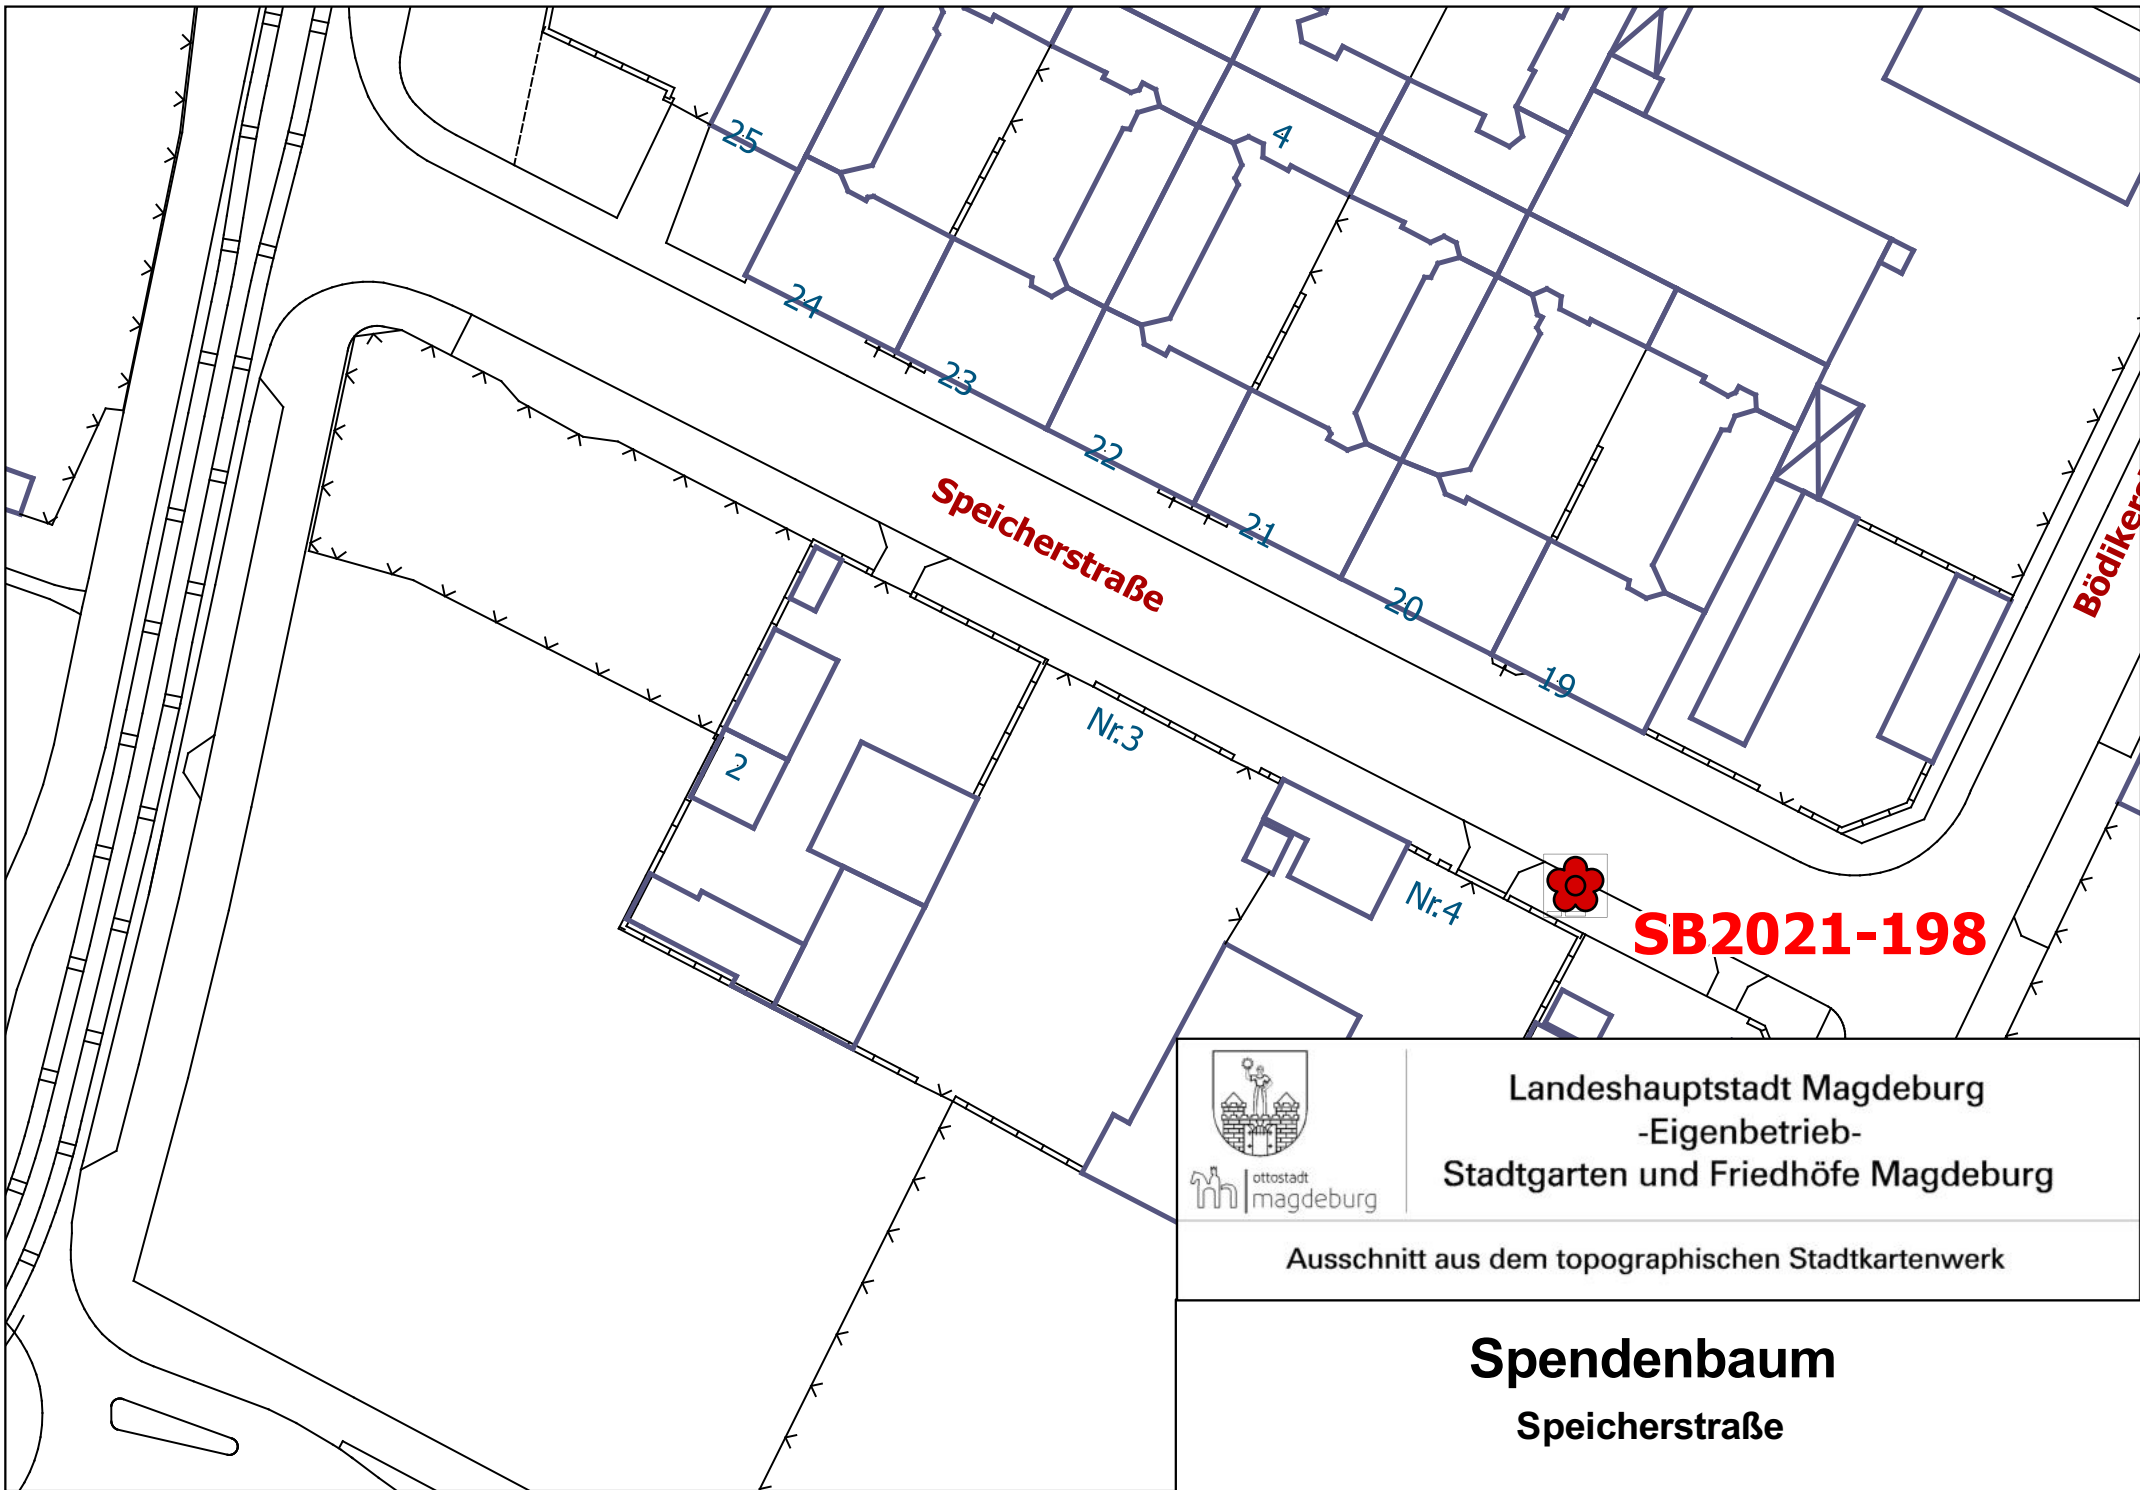 25
4
24
23
22
21
20
19
Speicherstraße
2
Nr.3
Nr.4
SB2021-198
Landeshauptstadt Magdeburg
-Eigenbetrieb-
Stadtgarten und Friedhöfe Magdeburg
ottostadt
magdeburg
Ausschnitt aus dem topographischen Stadtkartenwerk
Spendenbaum
Speicherstraße